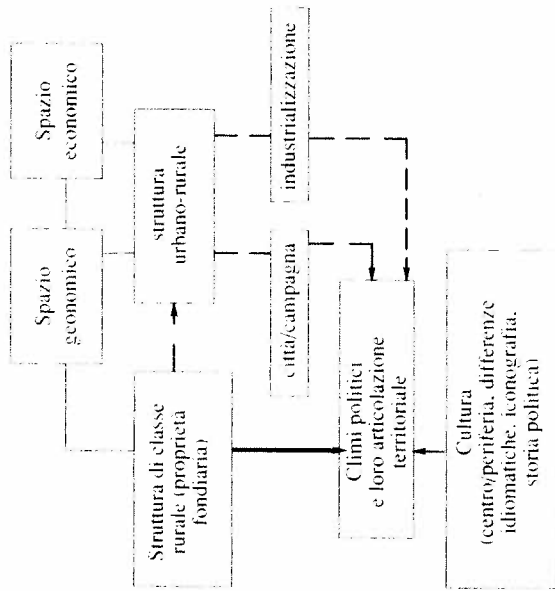 Spazio
geonomico
Spazio
economico
Struttura di classe
rurale (proprietà
fondiaria)
struttura
urbano-rurale
città/campagna
industrializzazione
Climi politici
e loro articolazione
territoriale
Cultura
(centro/periferia, differenze
idiomatiche, iconografia,
storia politica)